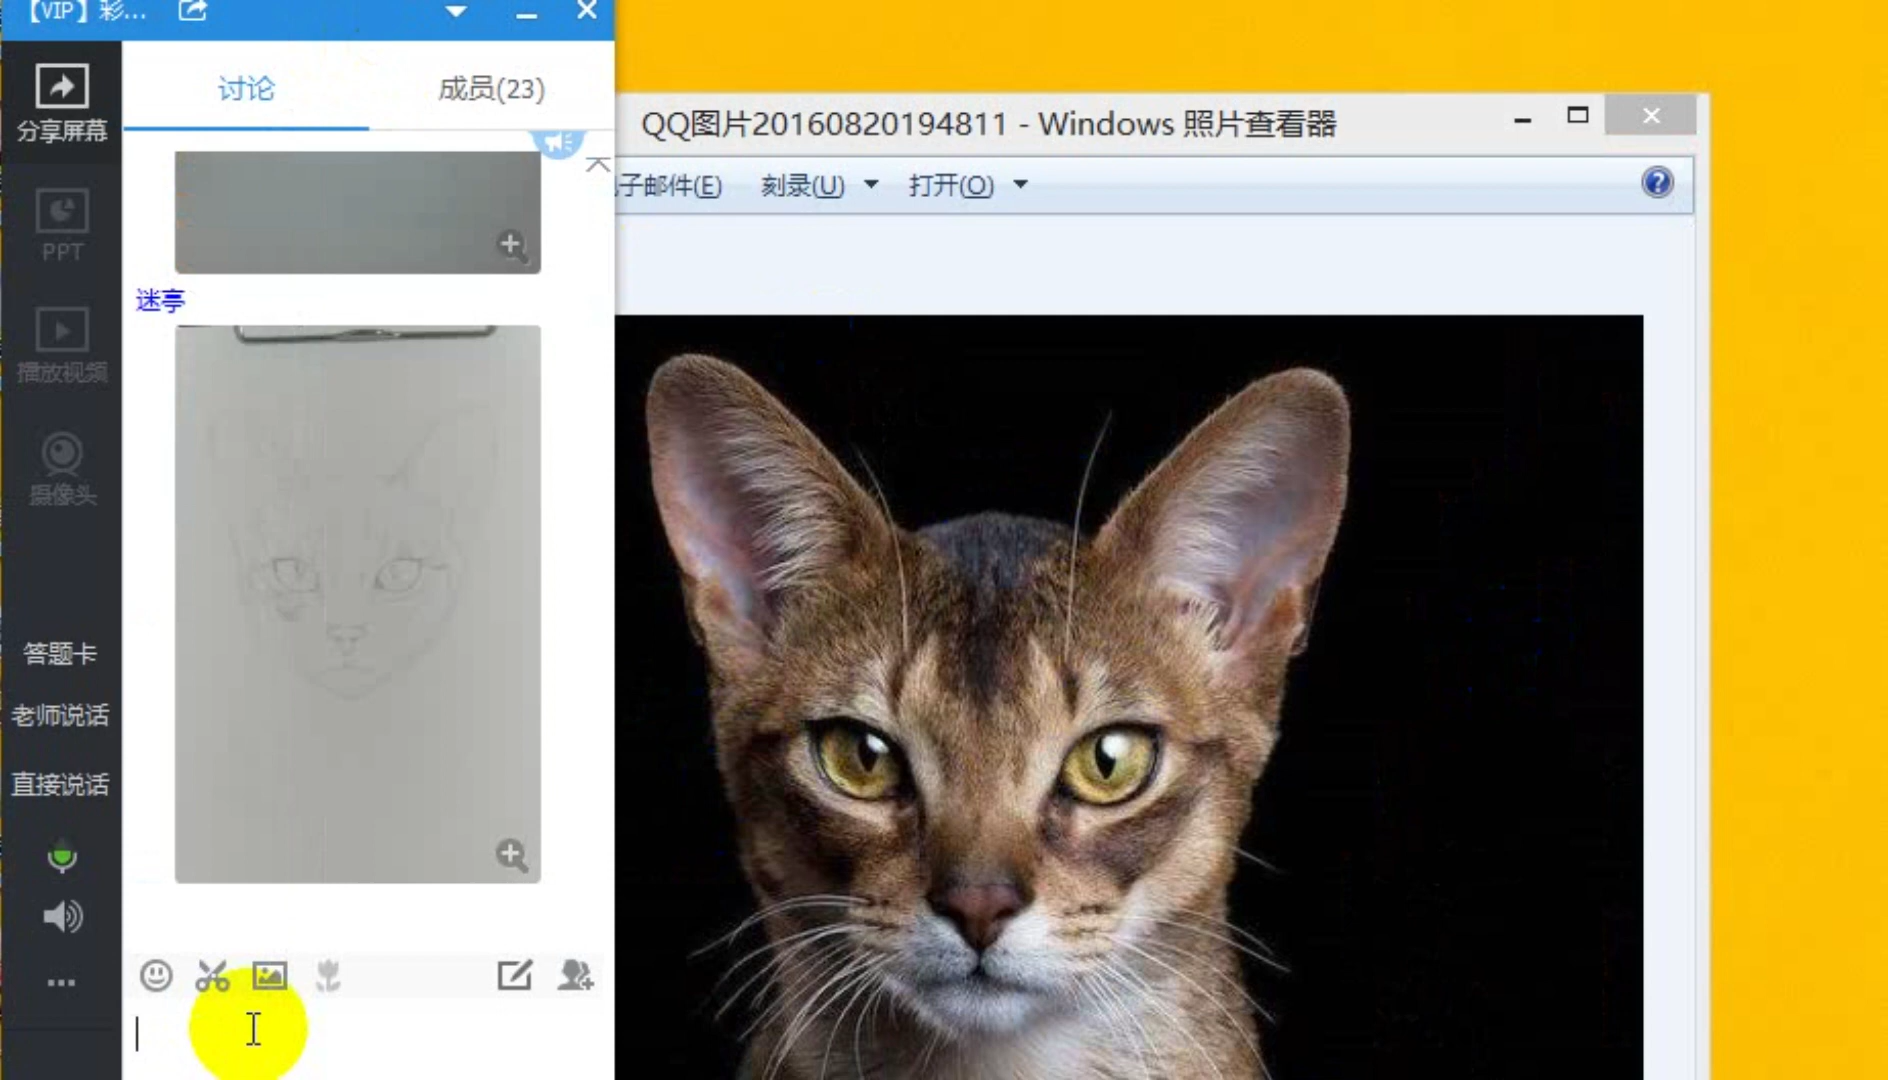 【VIP】彩...
分享屏幕
PPT
播放视频
摄像头
答题卡
老师说话
直接说话
讨论
成员(23)
迷亭
QQ图片20160820194811 - Windows 照片查看器
子邮件(E)
刻录(U)
打开(O)